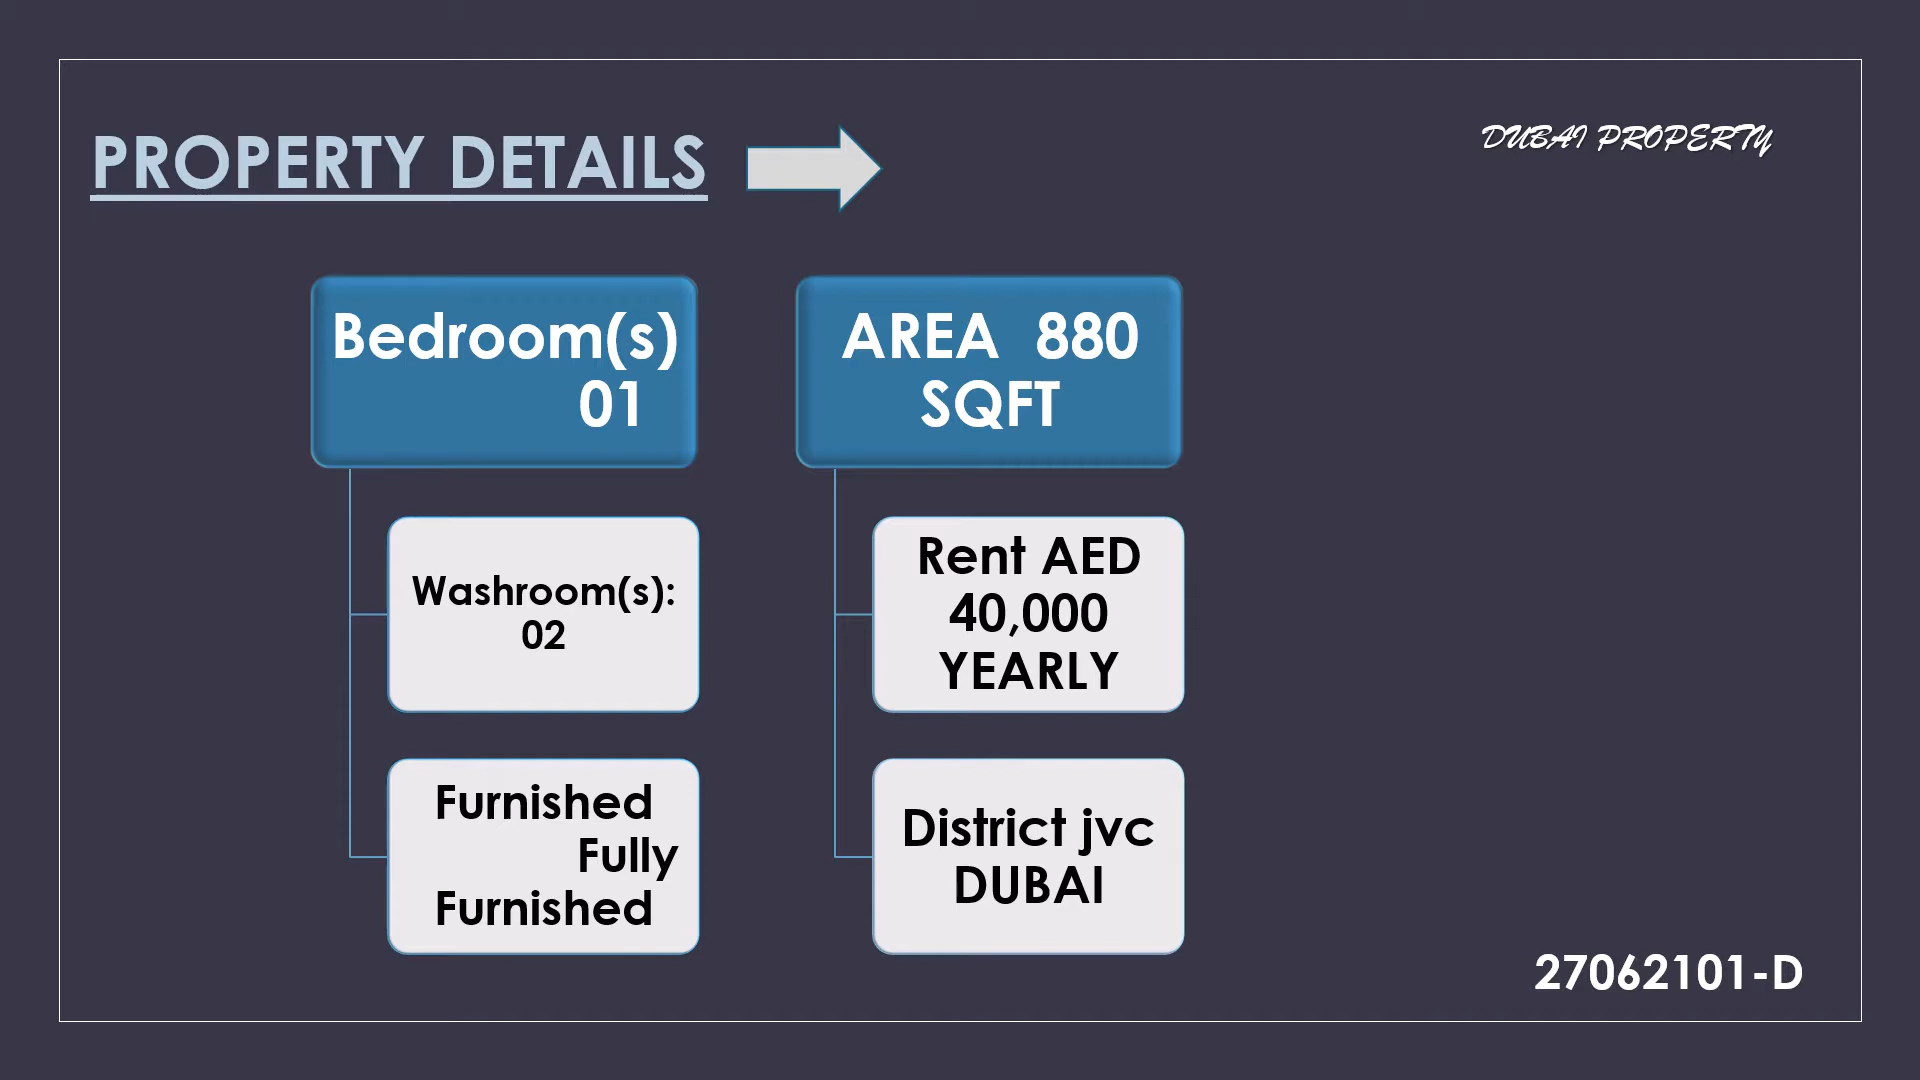 PROPERTY DETAILS
DUBAI PROPERTY
Bedroom(s)
01
Washroom(s):
02
Furnished
Fully
Furnished
AREA  880
SQFT
Rent AED
40,000
YEARLY
District jvc
DUBAI
27062101-D